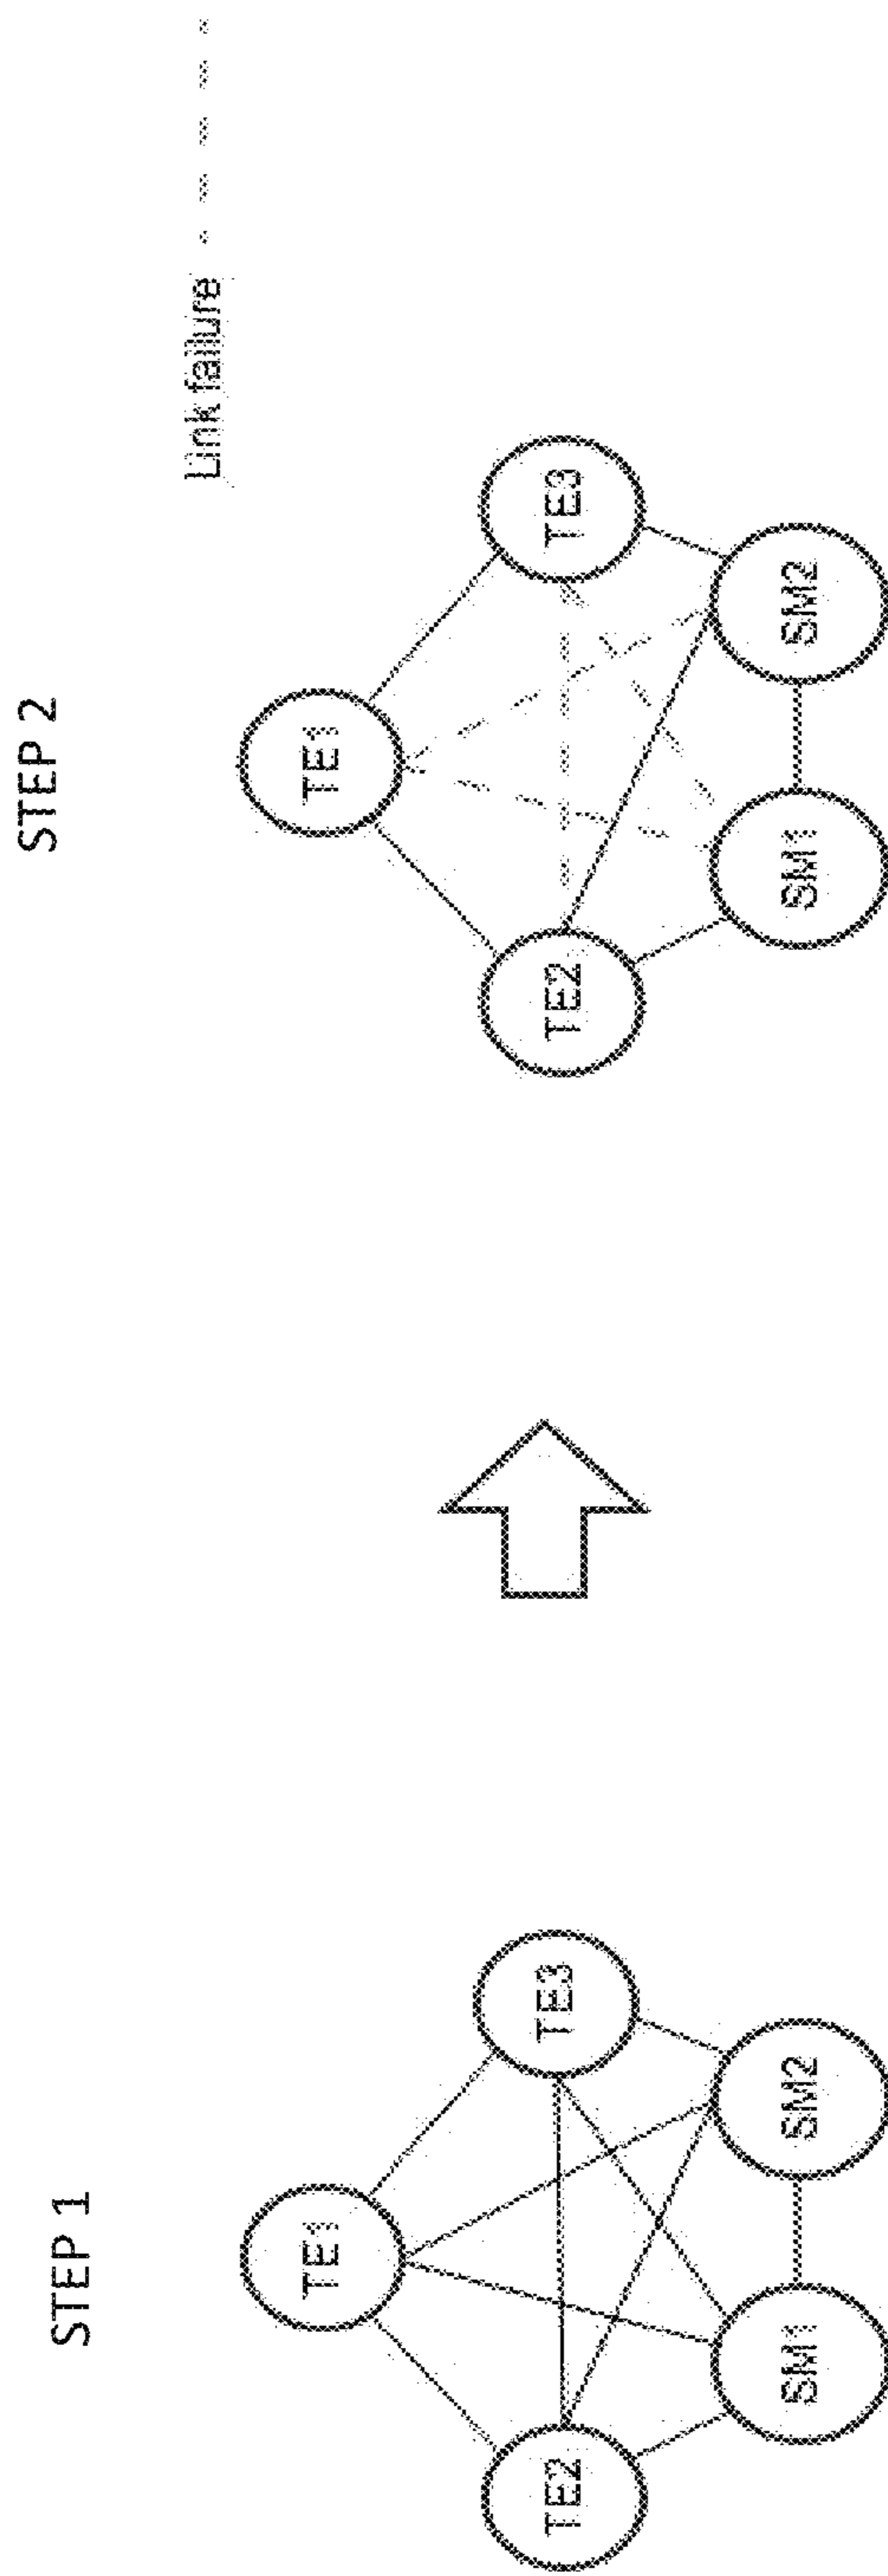 STEP 1
TE1
TE2
TE3
SM1
SM2
STEP 2
Link failure
TE1
TE2
TE3
SM1
SM2